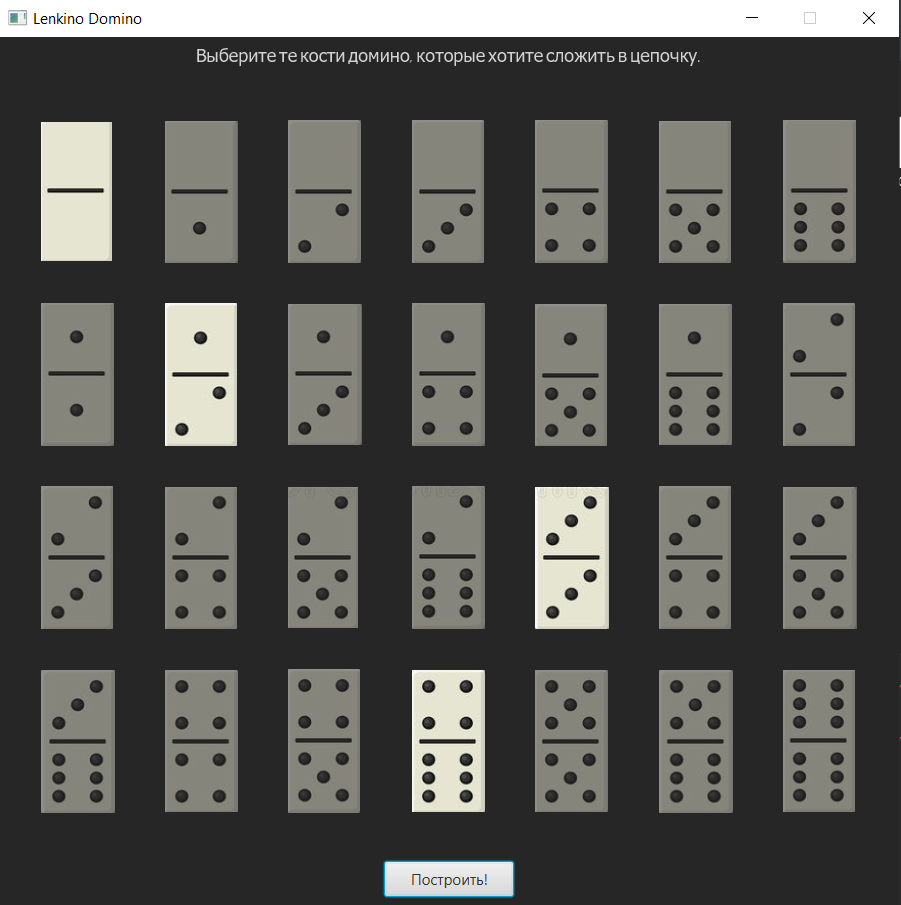 Lenkino Domino
Выберите те кости домино, которые хотите сложить в цепочку.
Построить!